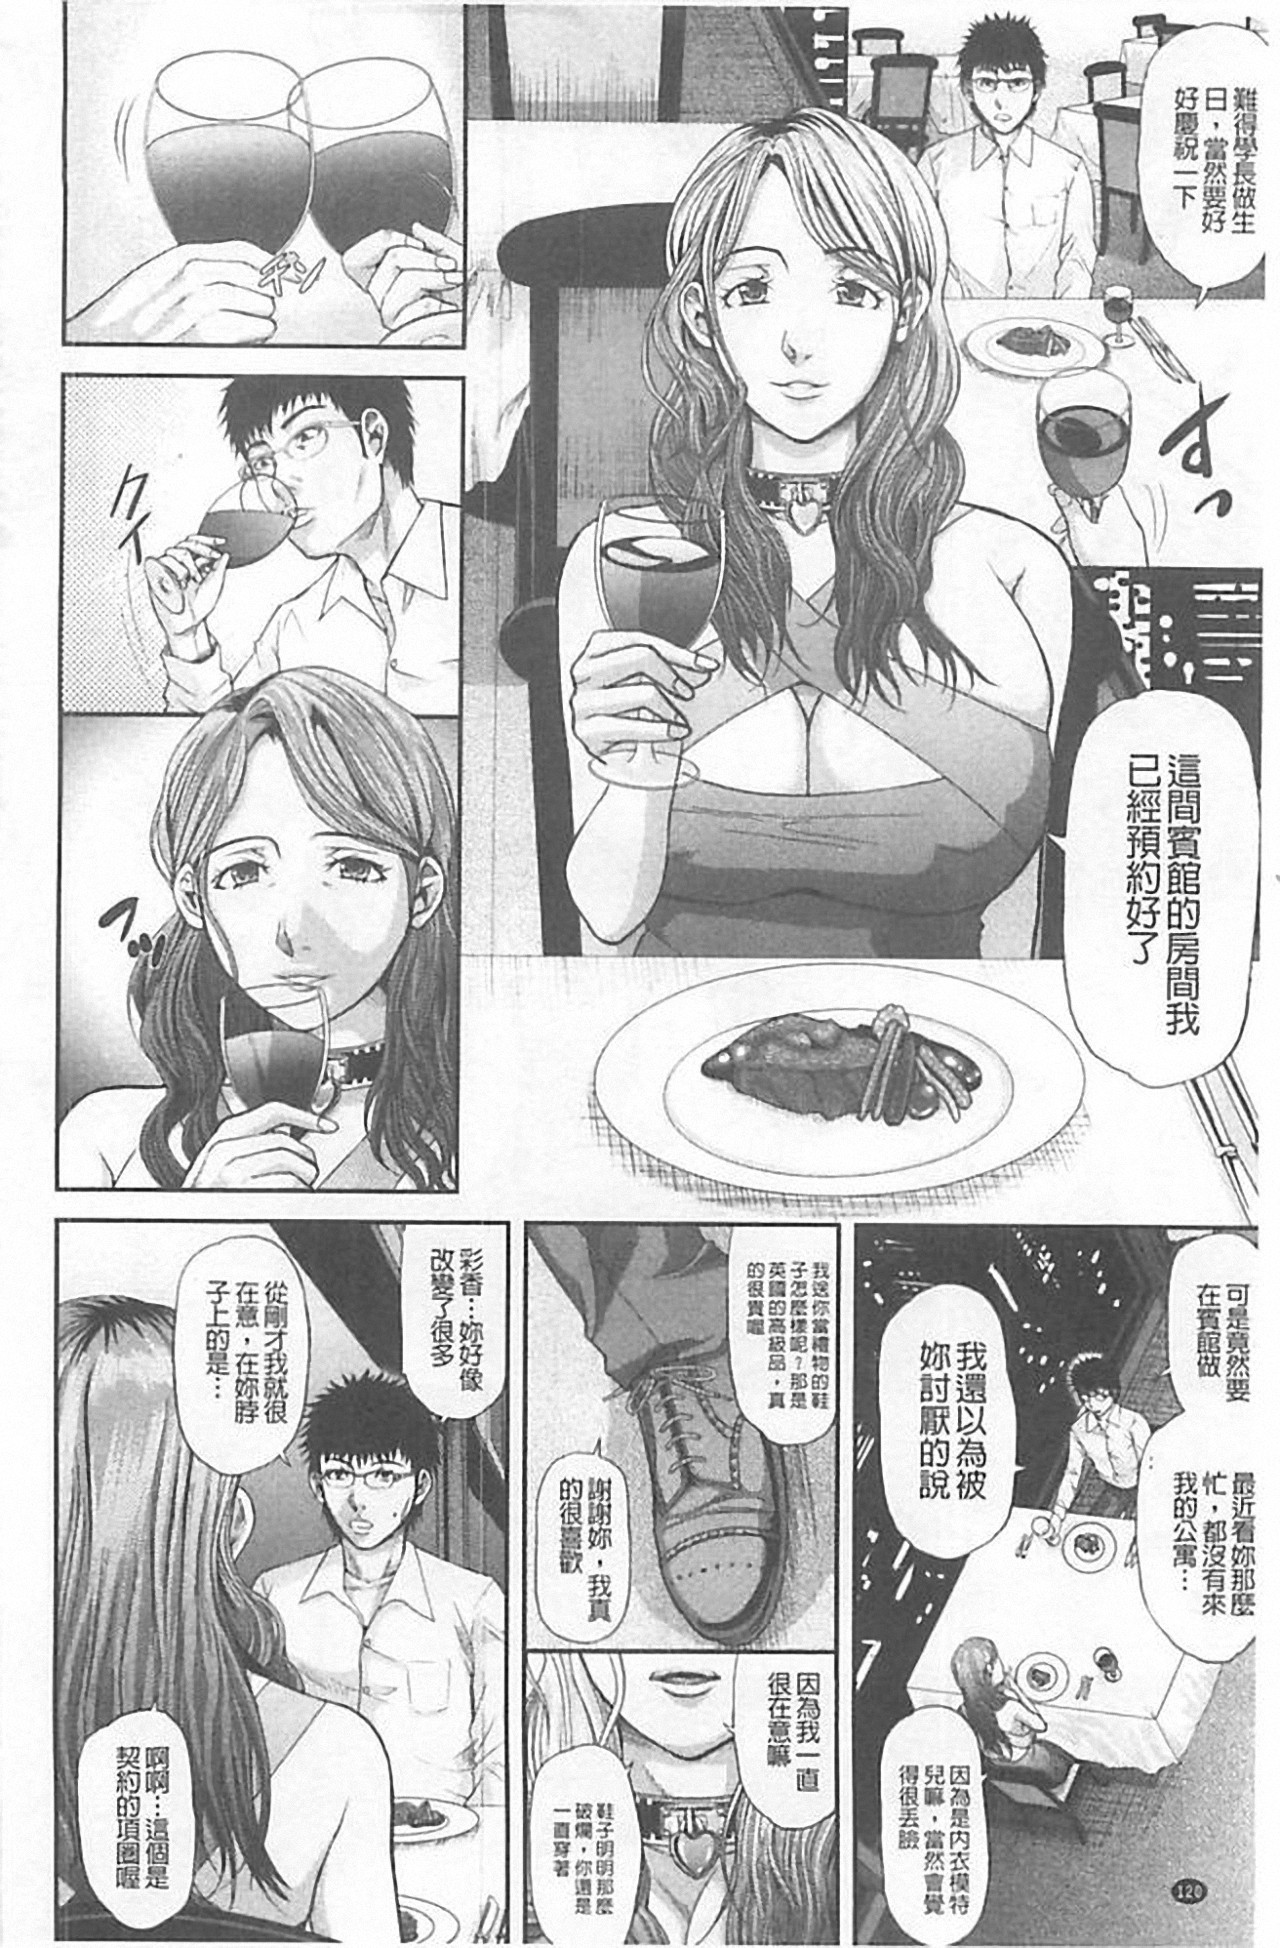 難得學長做生
日，當然要好
好慶祝一下
すっ
這間賓館的房間我
已經預約好了
クイ
可是竟然要
在賓館做
最近看妳那麼
忙，都沒有來
我的公寓…
我還以為被
妳討厭的說
因為是內衣模特
兒嘛，當然會覺
得很丟臉
我送你當禮物的鞋
子怎麼樣呢？那是
英國的高級品，真
的很貴喔
謝謝妳，我真
的很喜歡
因為我一直
很在意嘛
鞋子明明那麼
破爛，你還是
一直穿著
彩香…妳好像
改變了很多
從剛才我就很
在意，在妳脖
子上的是…
啊啊…這個是
契約的項圈喔
120